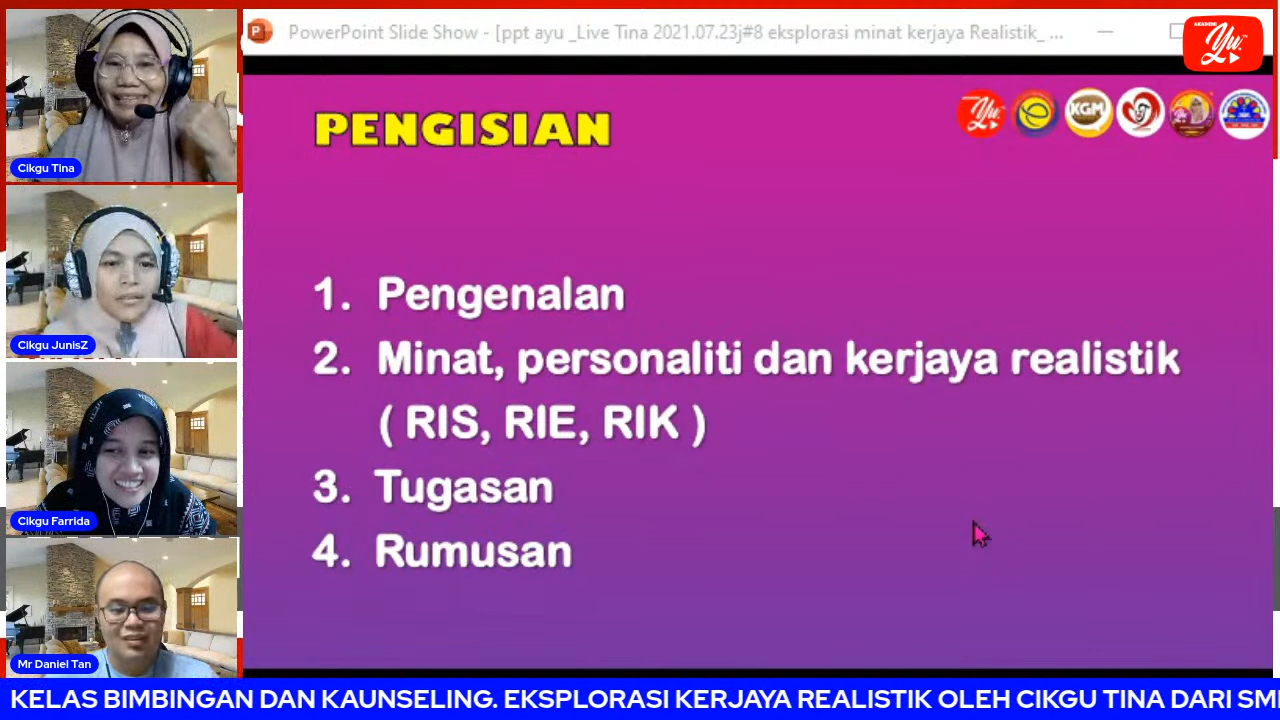 PowerPoint Slide Show - [ppt ayu _Live Tina 2021.07.23j#8 eksplorasi minat kerjaya Realistik_ ...
AKADEMI
Yu.
PENGISIAN
KGM
1. Pengenalan
2. Minat, personaliti dan kerjaya realistik
( RIS, RIE, RIK )
3. Tugasan
4. Rumusan
Cikgu Tina
Cikgu JunisZ
Cikgu Farrida
Mr Daniel Tan
KELAS BIMBINGAN DAN KAUNSELING. EKSPLORASI KERJAYA REALISTIK OLEH CIKGU TINA DARI SM